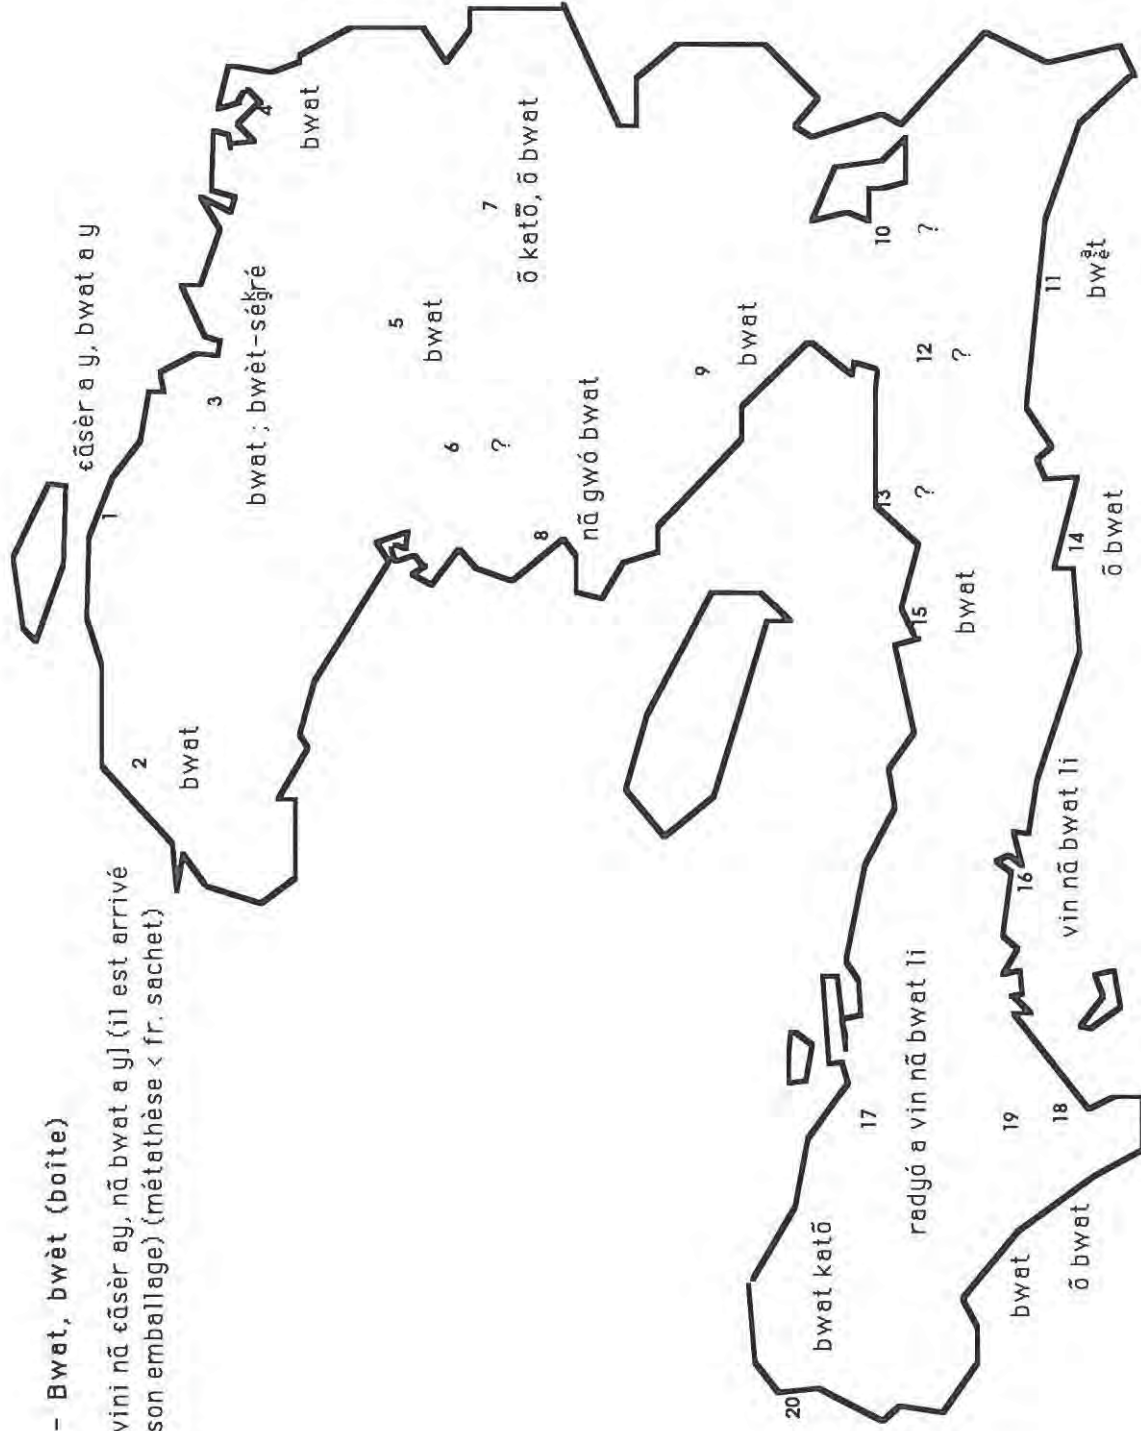 - Bwat, bwèt (boîte)
vini nã ɛãsèr ay, nã bwat a y] (il est arrivé
son emballage) (métathèse < fr. sachet)
ɛãsèr a y, bwat a y
1
2
bwat
3
bwat ; bwèt-sékré
4
bwat
5
bwat
6
?
7
õ katõ, õ bwat
8
nã gwó bwat
9
bwat
10
?
11
12
?
13
?
14
õ bwat
15
bwat
16
vin nã bwat li
17
radyó a vin nã bwat li
18
õ bwat
19
bwat
20
bwat katõ